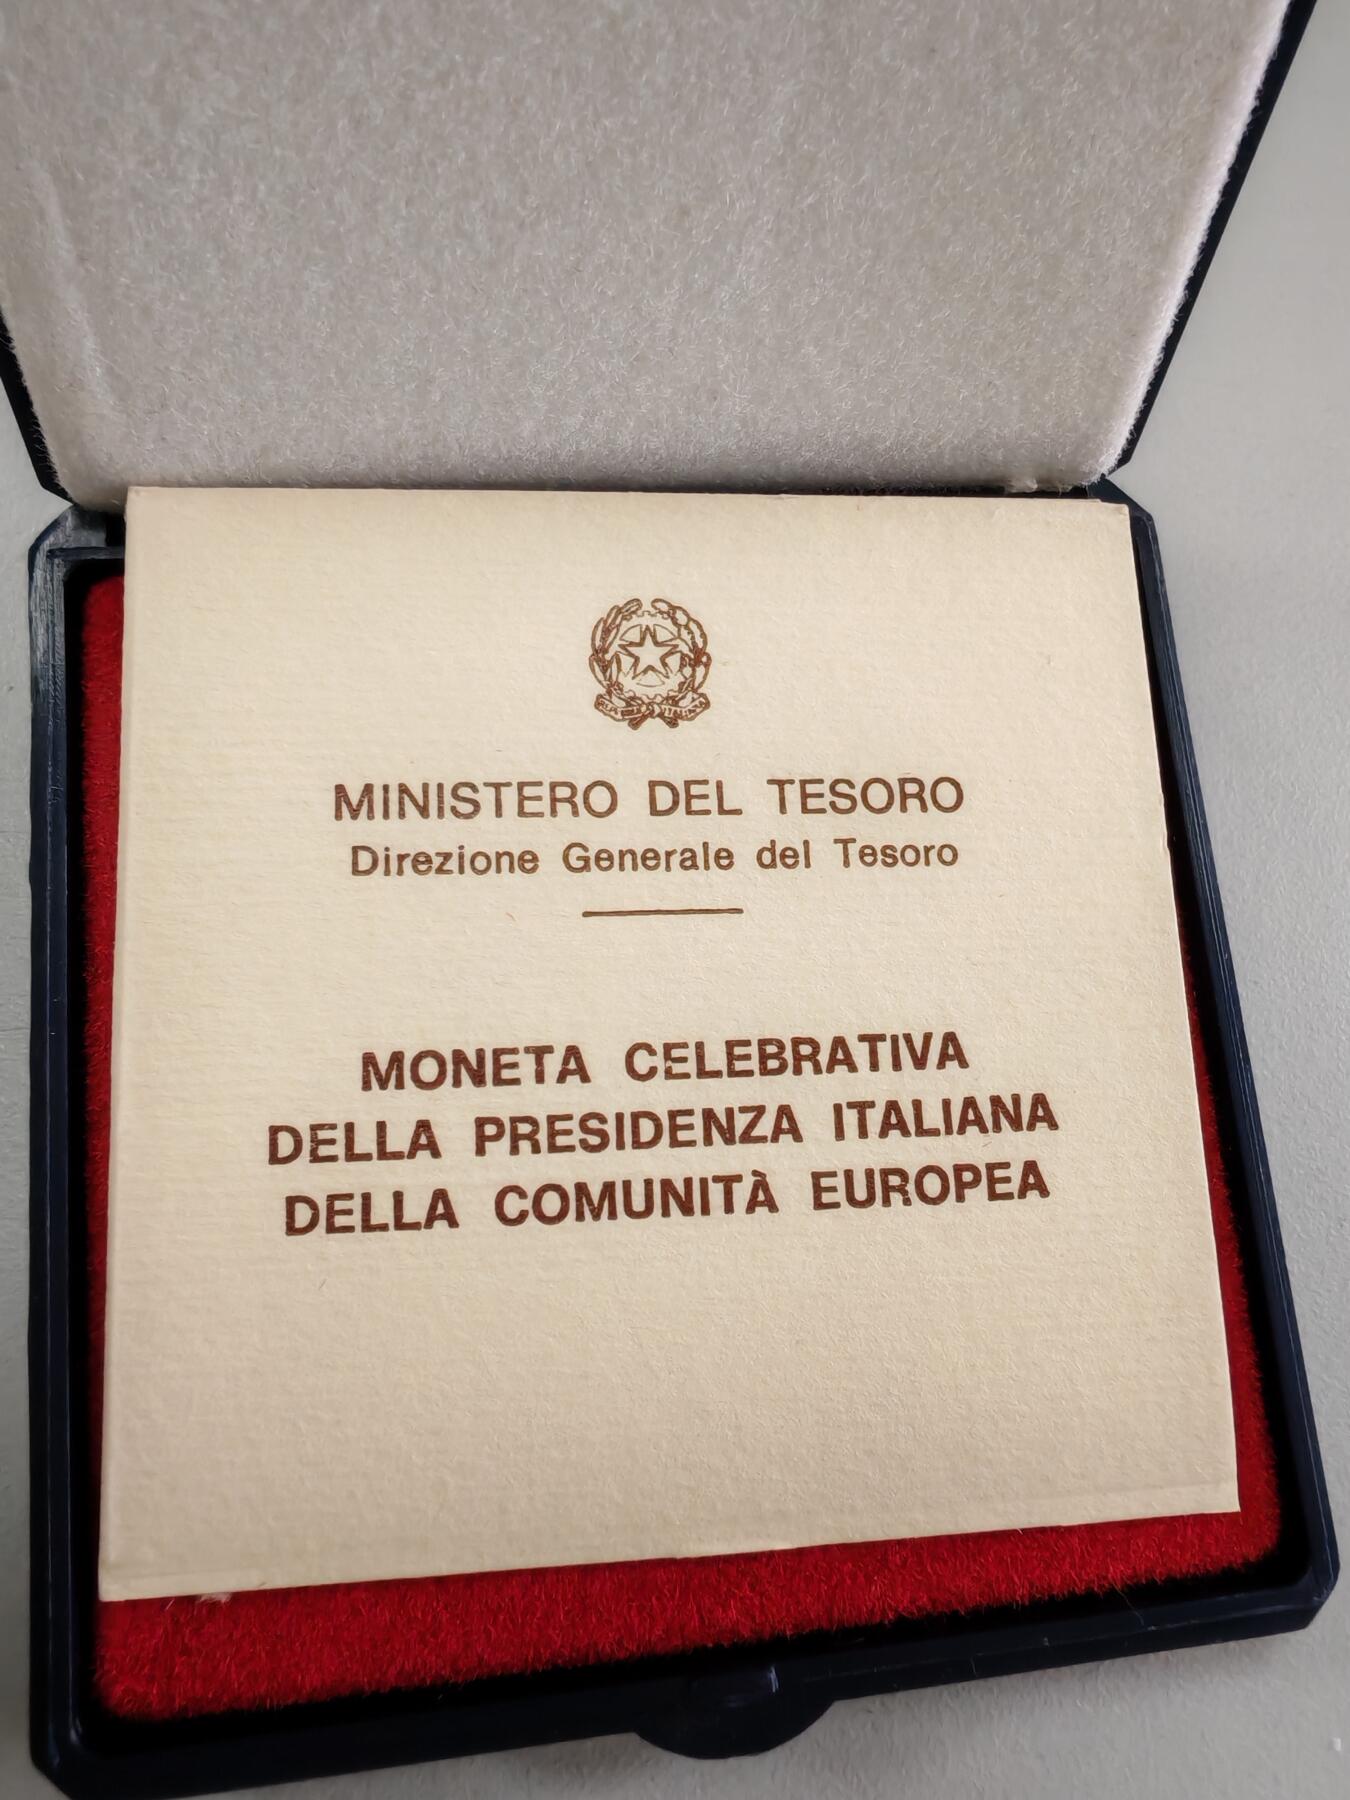 MINISTERO DEL TESORO
Direzione Generale del Tesoro
MONETA CELEBRATIVA
DELLA PRESIDENZA ITALIANA
DELLA COMUNITÀ EUROPEA